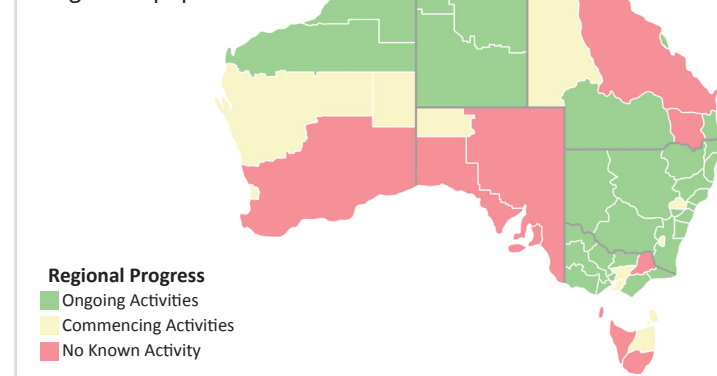 Regional Progress
Ongoing Activities
Commencing Activities
No Known Activity